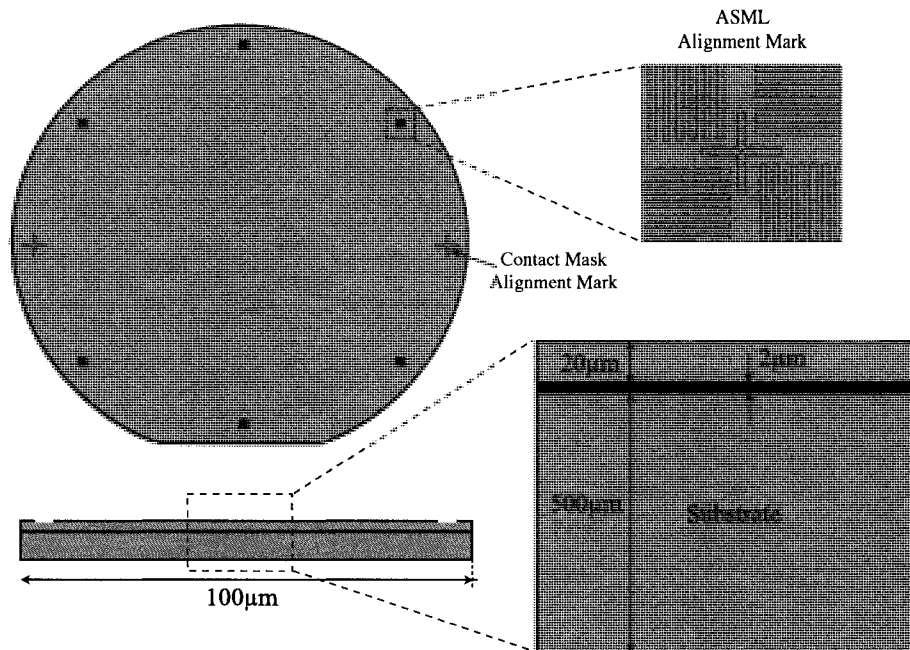 ASML
Alignment Mark
Contact Mask
Alignment Mark
20μm
2μm
500μm
Substrate
100μm